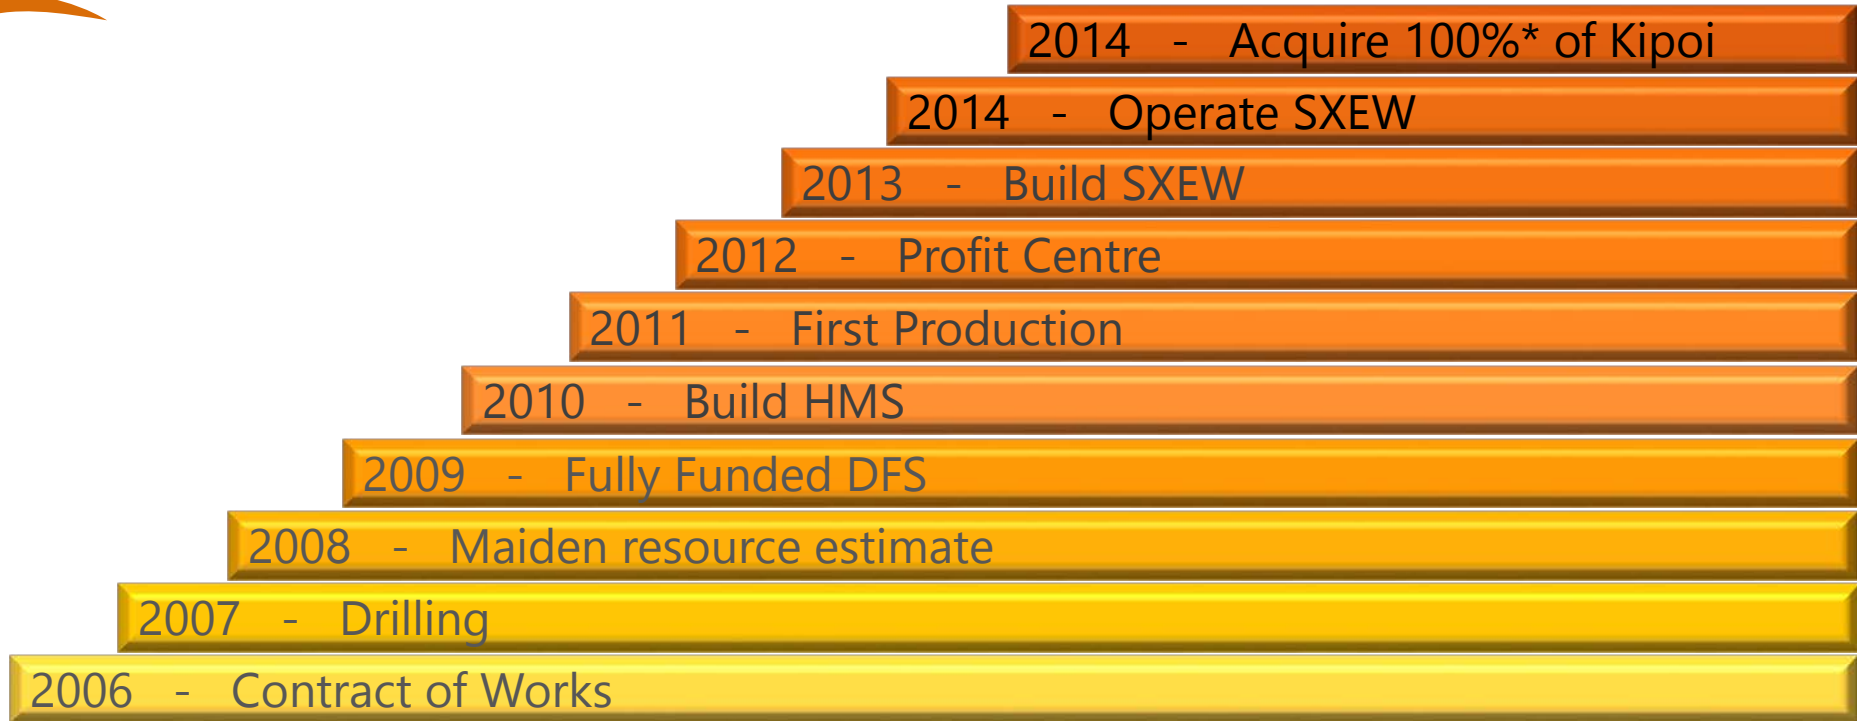 2014 - Acquire 100%* of Kipoi
2014 - Operate SXEW
2013 - Build SXEW
2012 - Profit Centre
2011 - First Production
2010 - Build HMS
2009 - Fully Funded DFS
2008 - Maiden resource estimate
2007 - Drilling
2006 - Contract of Works